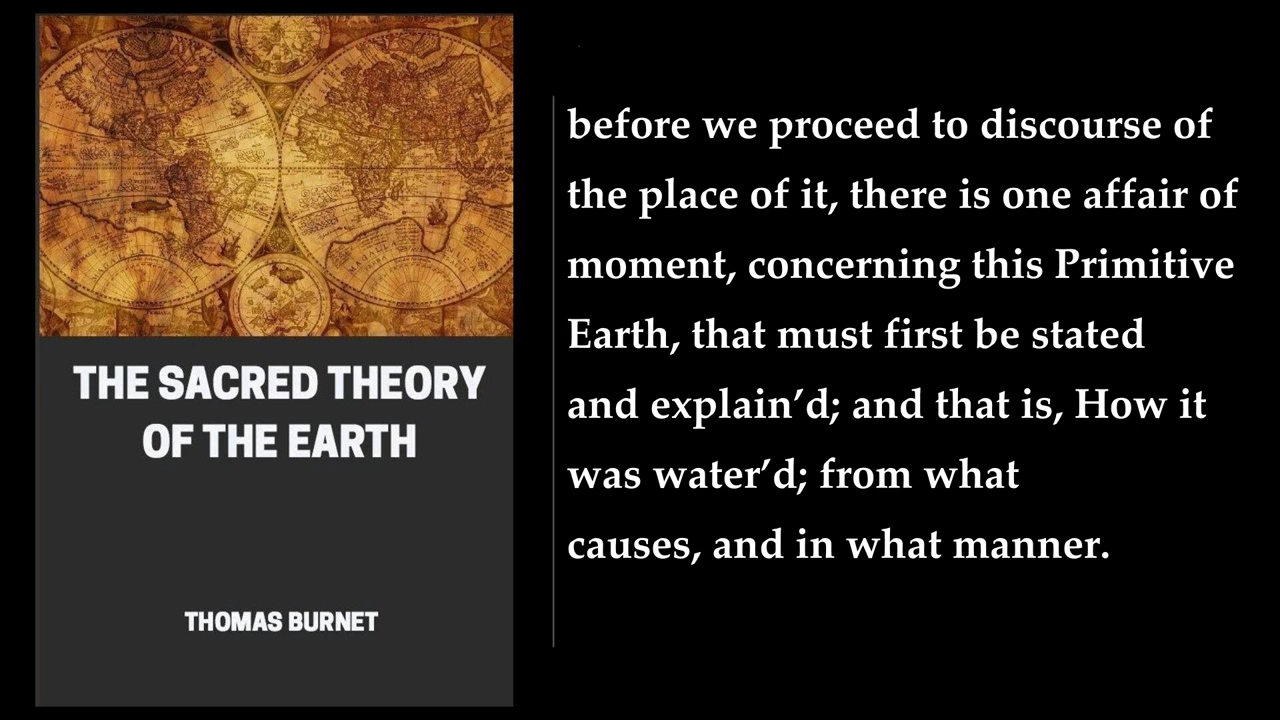 THE SACRED THEORY
OF THE EARTH
THOMAS BURNET
before we proceed to discourse of
the place of it, there is one affair of
moment, concerning this Primitive
Earth, that must first be stated
and explain’d; and that is, How it
was water’d; from what
causes, and in what manner.